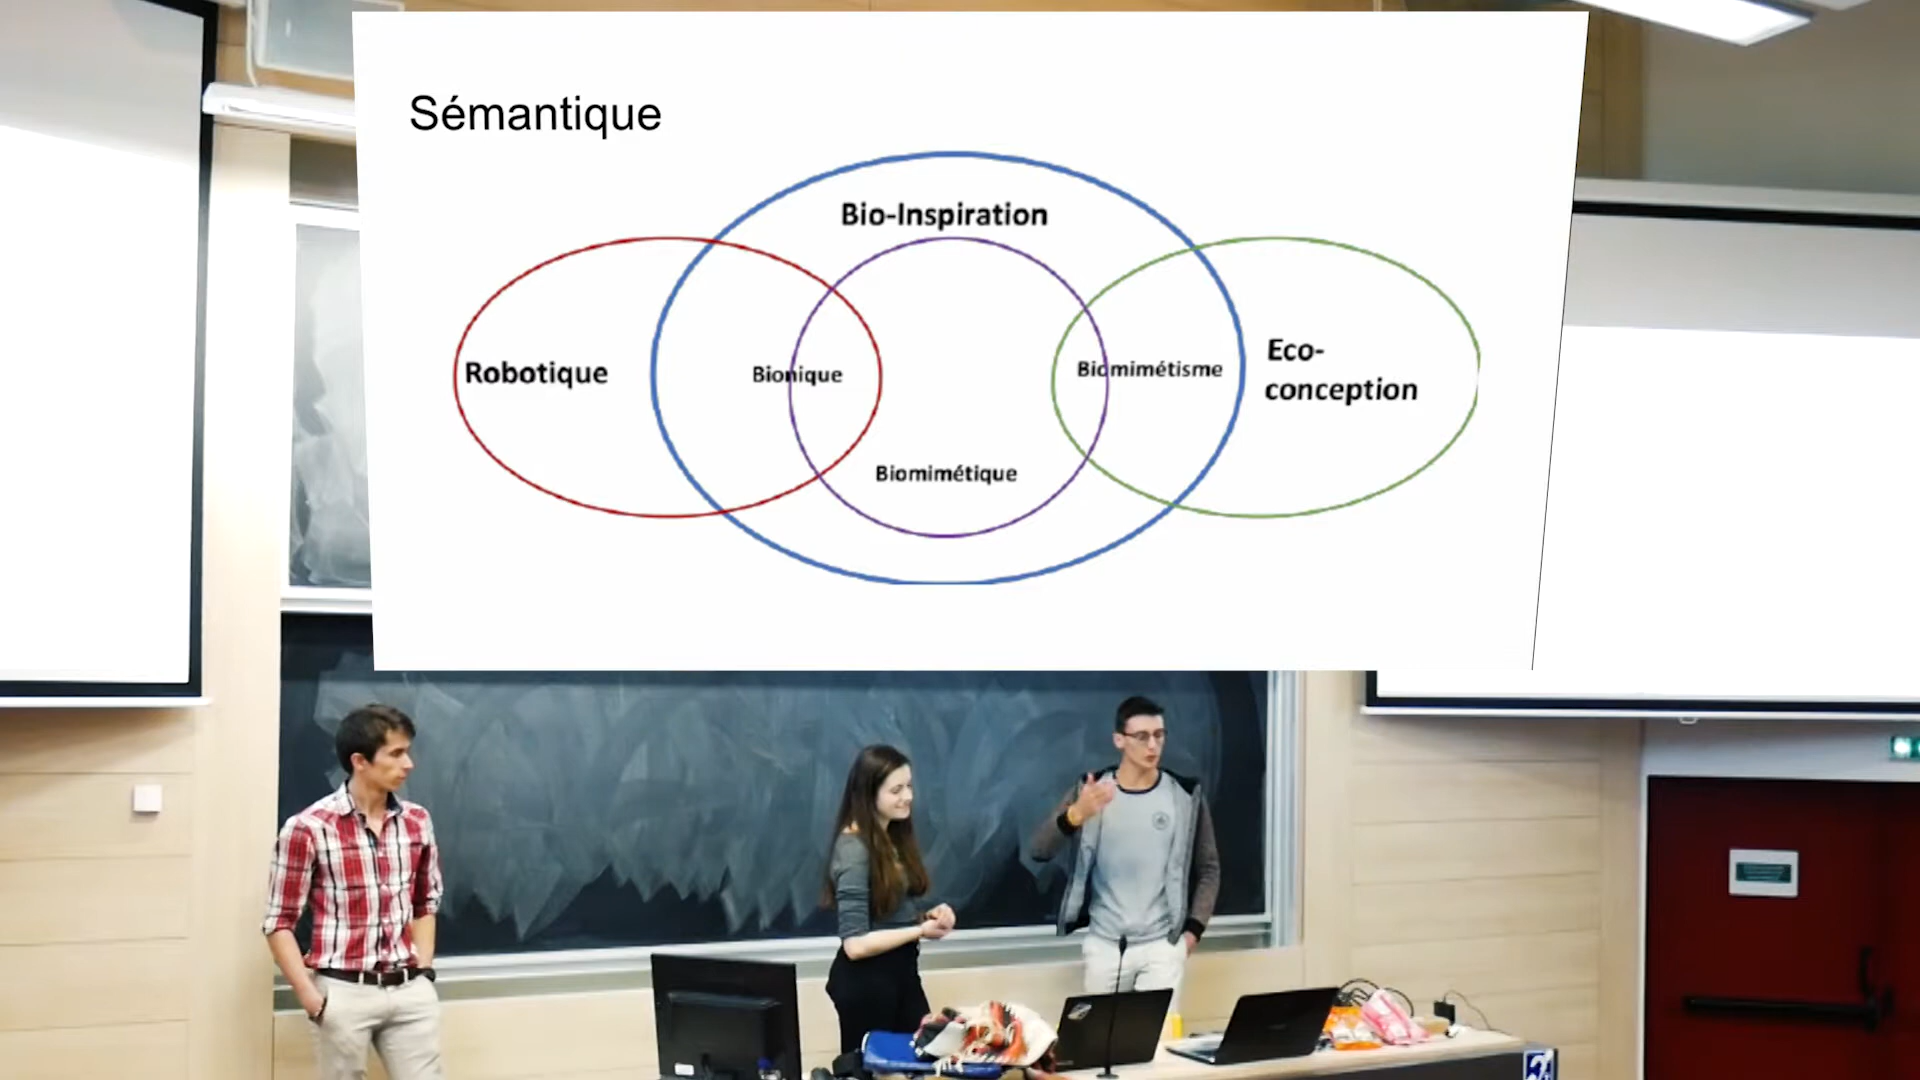 Sémantique
Bio-Inspiration
Robotique
Bionique
Biomimétisme
Eco-
conception
Biomimétique